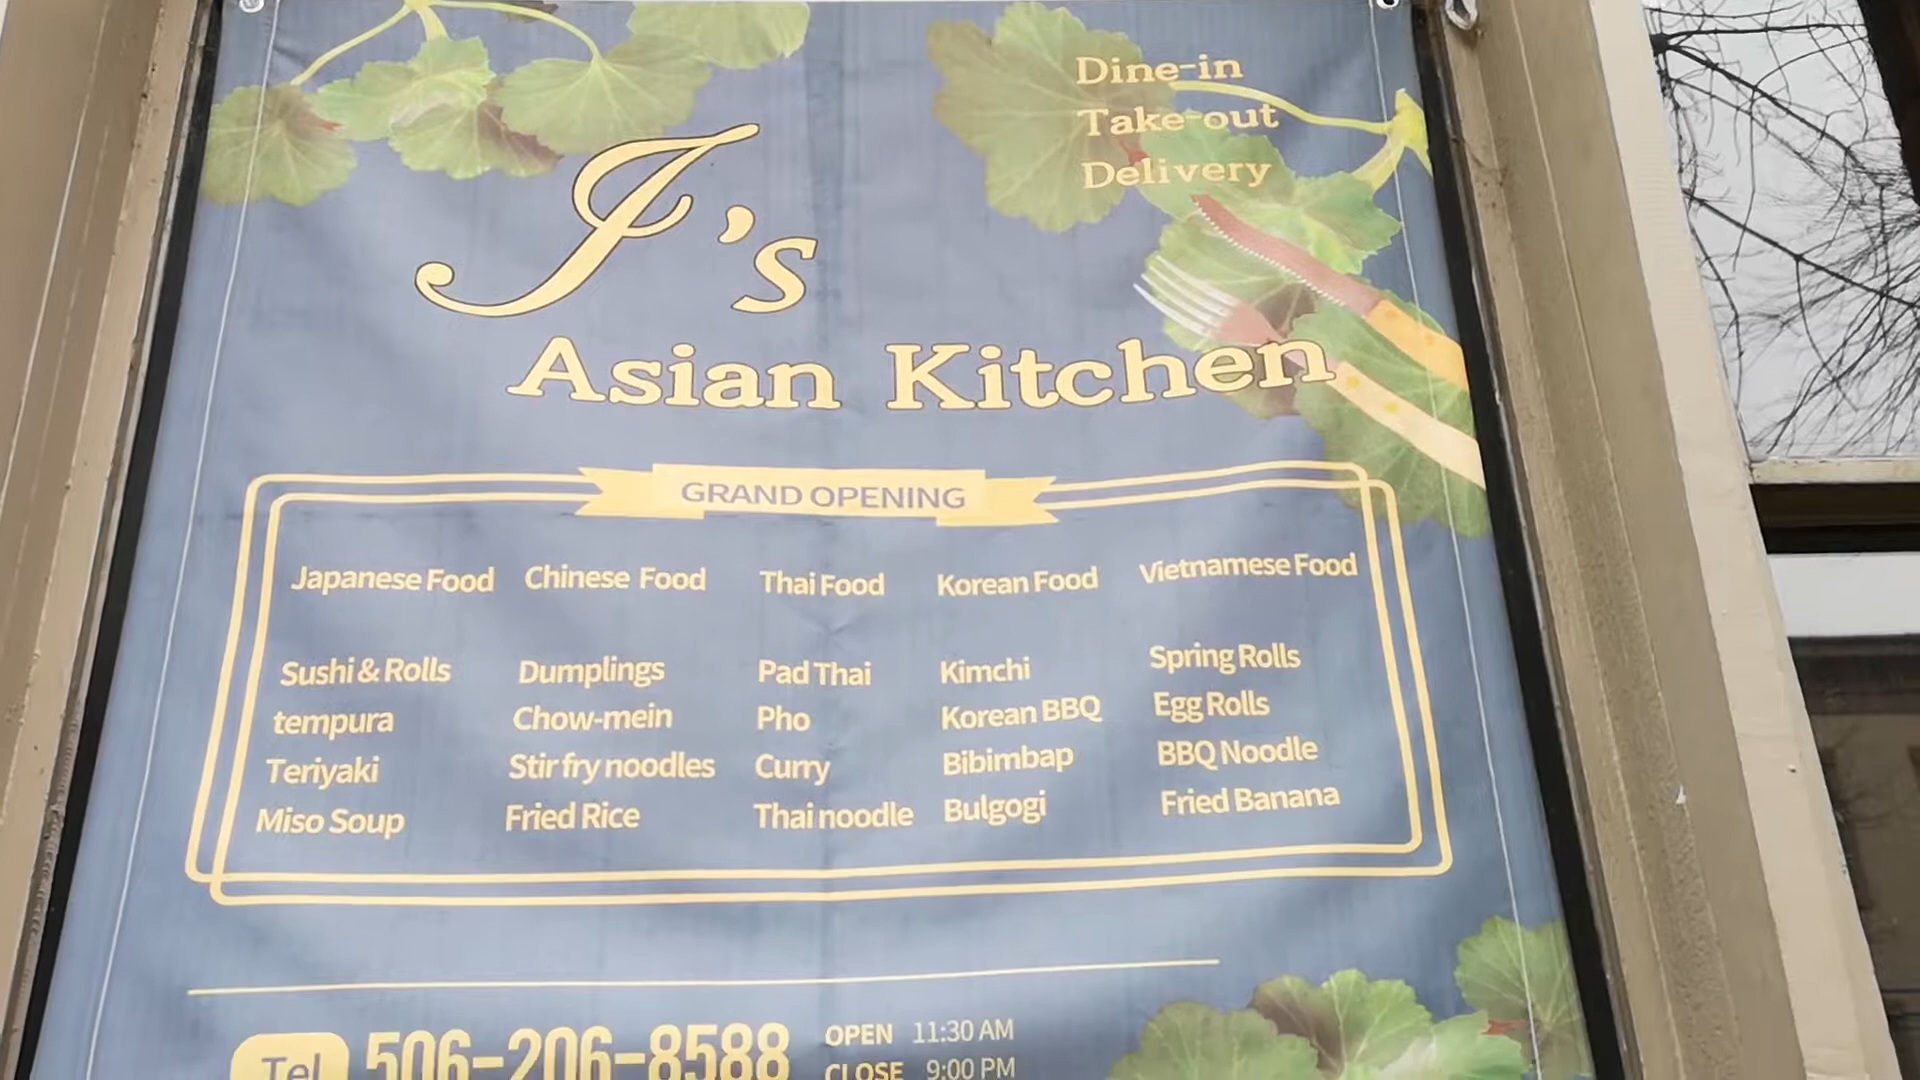 Dine-in
Take-out
Delivery
J's
Asian Kitchen
GRAND OPENING
Japanese Food
Sushi & Rolls
tempura
Teriyaki
Miso Soup
Chinese Food
Dumplings
Chow-mein
Stir fry noodles
Fried Rice
Thai Food
Pad Thai
Pho
Curry
Thai noodle
Korean Food
Kimchi
Korean BBQ
Bibimbap
Bulgogi
Vietnamese Food
Spring Rolls
Egg Rolls
BBQ Noodle
Fried Banana
Tel 506-206-8588
OPEN 11:30 AM
CLOSE 9:00 PM